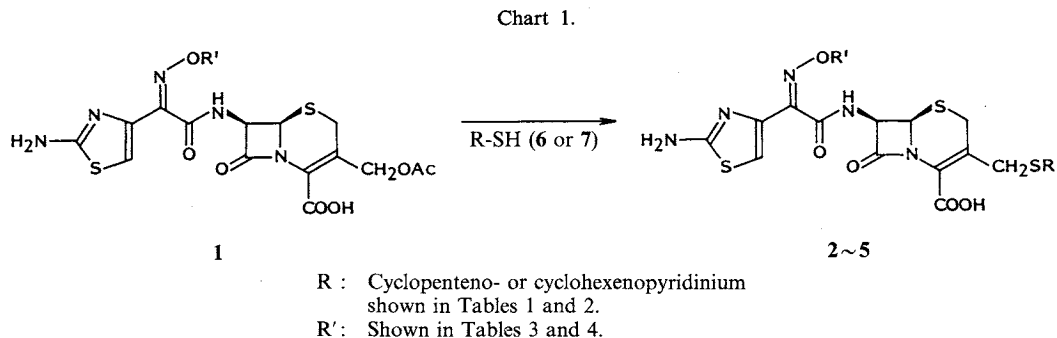 Chart 1.
OR'
N
N
H
N
S
H₂N
S
O
O
N
CH₂OAc
COOH
1
R-SH (6 or 7)
OR'
N
N
H
N
S
H₂N
S
O
O
N
CH₂SR
COOH
2~5
R : Cyclopenteno- or cyclohexenopyridinium
shown in Tables 1 and 2.
R': Shown in Tables 3 and 4.